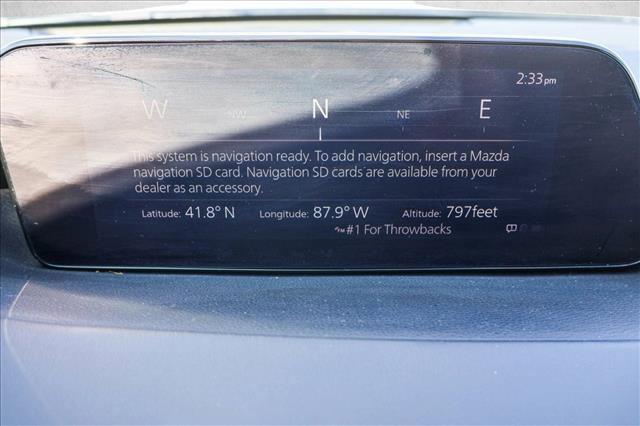 2:33pm
W NW N NE E
This system is navigation ready. To add navigation, insert a Mazda
navigation SD card. Navigation SD cards are available from your
dealer as an accessory.
Latitude: 41.8° N Longitude: 87.9° W Altitude: 797feet
#1 For Throwbacks